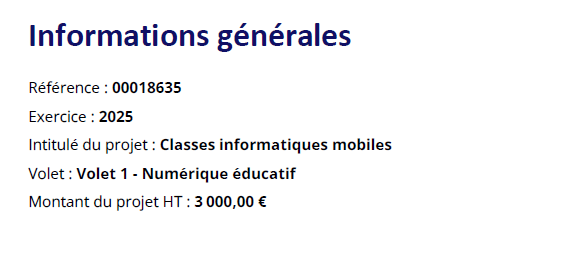 Informations générales
Référence : 00018635
Exercice : 2025
Intitulé du projet : Classes informatiques mobiles
Volet : Volet 1 - Numérique éducatif
Montant du projet HT : 3 000,00 €